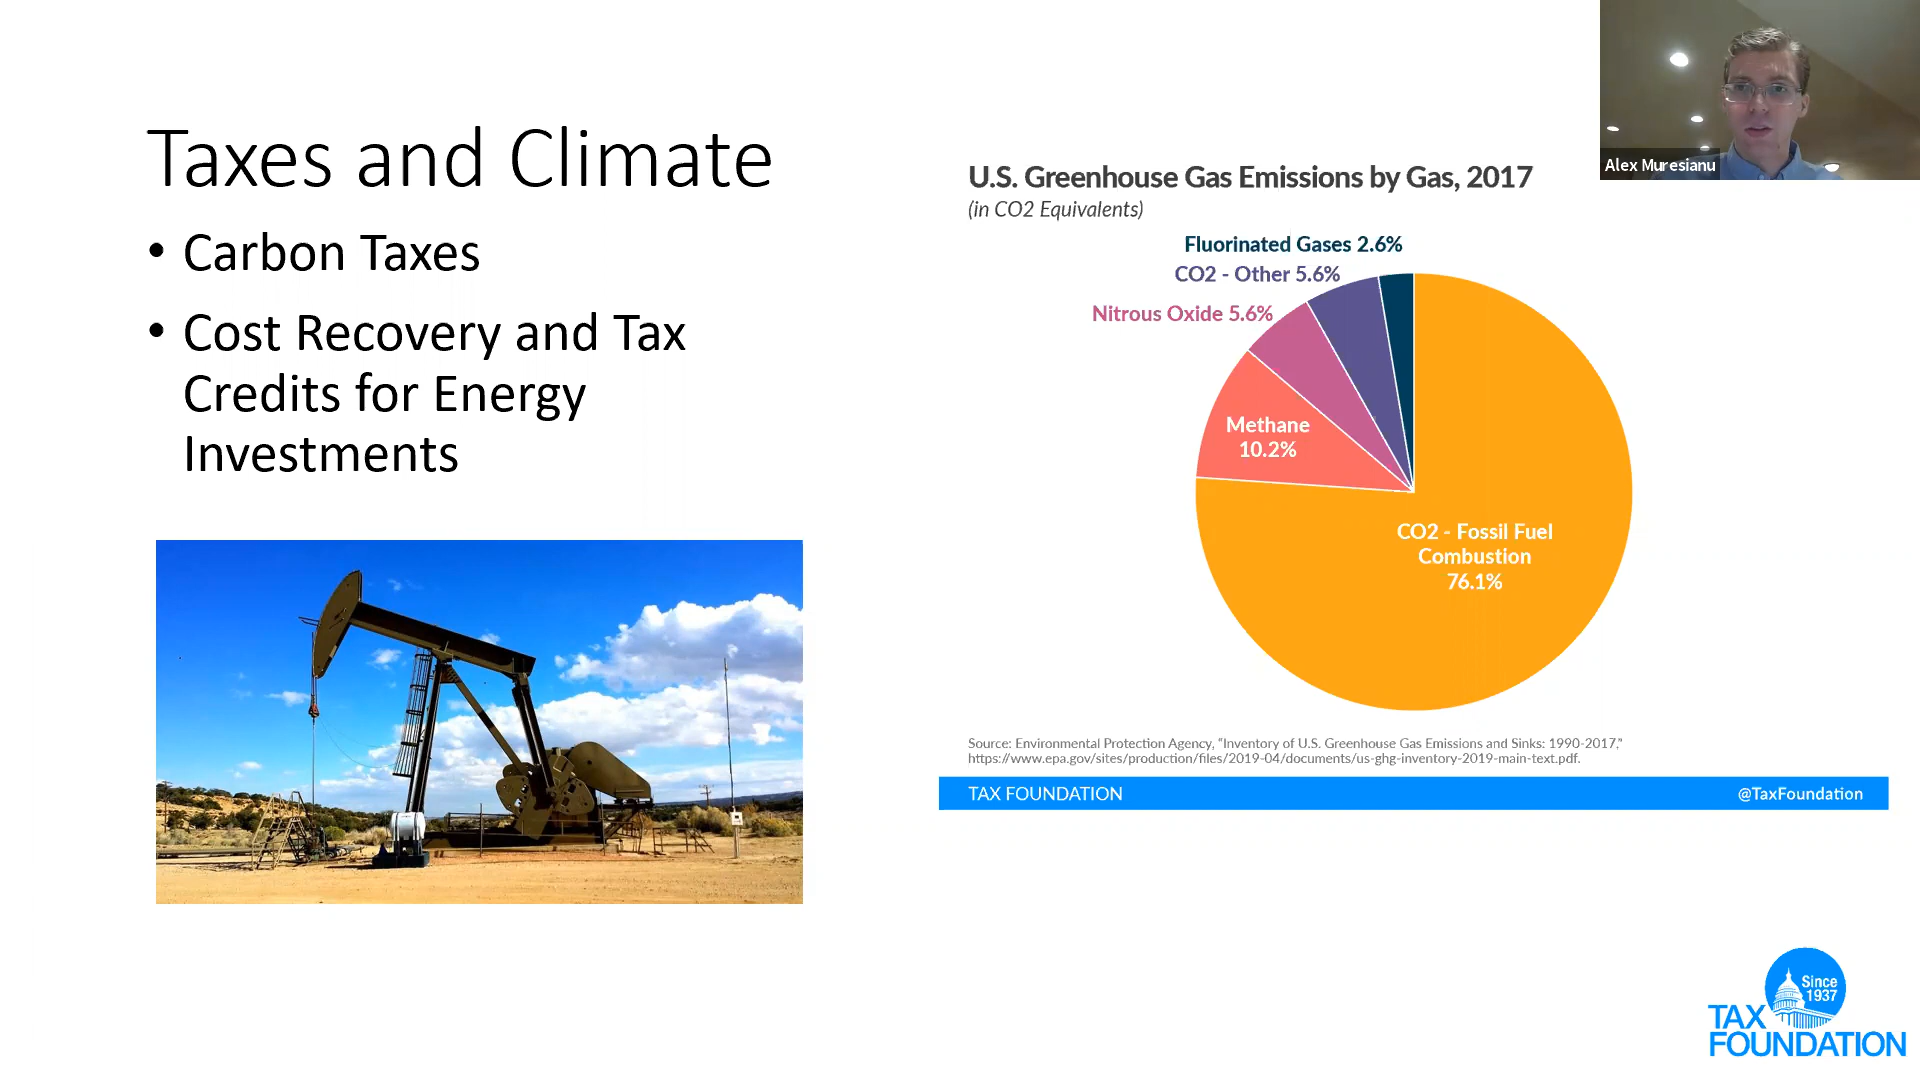 Taxes and Climate
• Carbon Taxes
• Cost Recovery and Tax
Credits for Energy
Investments
U.S. Greenhouse Gas Emissions by Gas, 2017
(in CO2 Equivalents)
Fluorinated Gases 2.6%
CO2 - Other 5.6%
Nitrous Oxide 5.6%
Methane
10.2%
CO2 - Fossil Fuel
Combustion
76.1%
Source: Environmental Protection Agency, “Inventory of U.S. Greenhouse Gas Emissions and Sinks: 1990-2017,”
https://www.epa.gov/sites/production/files/2019-04/documents/us-ghg-inventory-2019-main-text.pdf.
TAX FOUNDATION
@TaxFoundation
Alex Muresianu
Since
1937
TAX
FOUNDATION